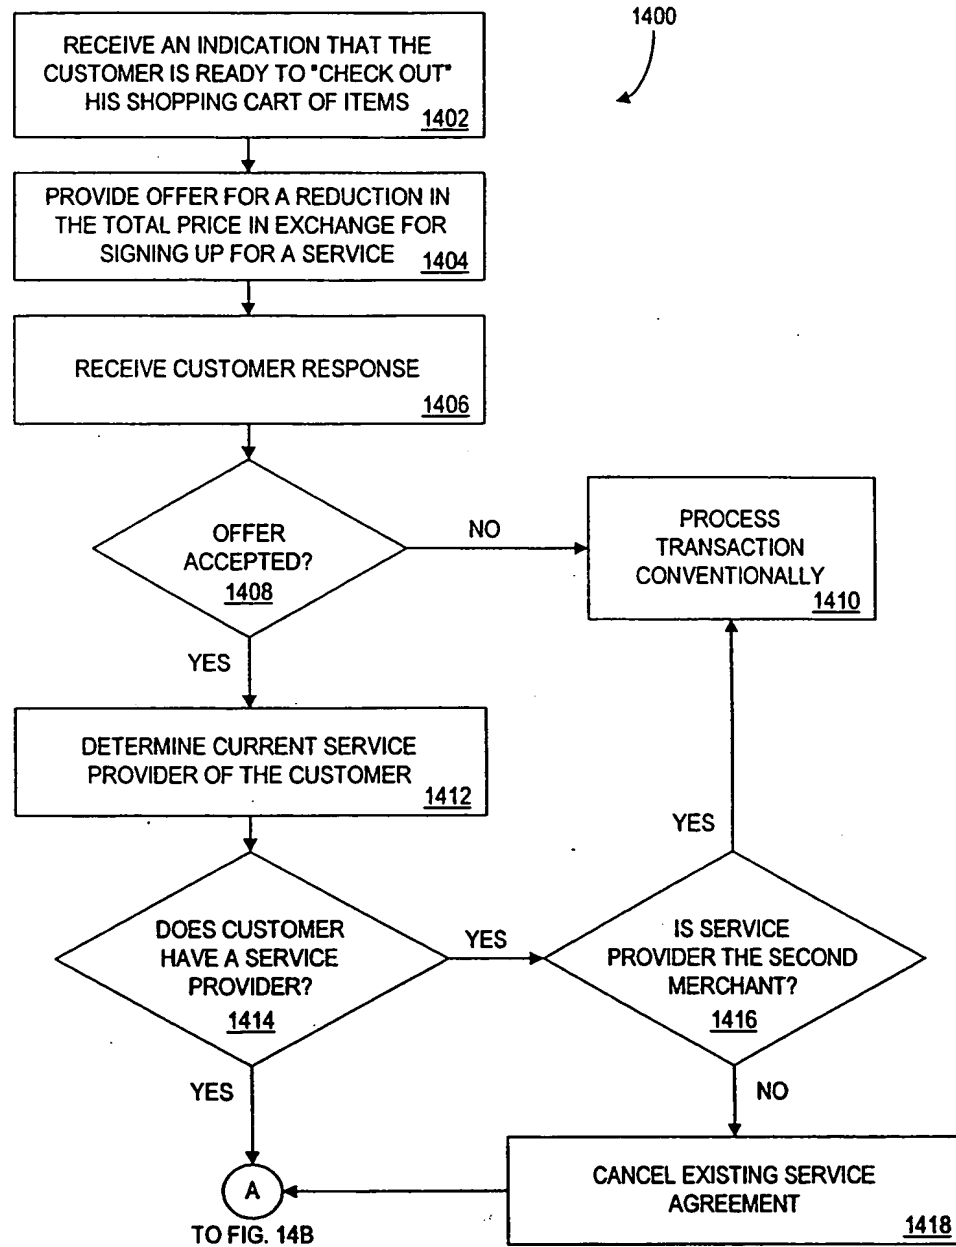 1400
RECEIVE AN INDICATION THAT THE
CUSTOMER IS READY TO "CHECK OUT"
HIS SHOPPING CART OF ITEMS
1402
PROVIDE OFFER FOR A REDUCTION IN
THE TOTAL PRICE IN EXCHANGE FOR
SIGNING UP FOR A SERVICE
1404
RECEIVE CUSTOMER RESPONSE
1406
OFFER
ACCEPTED?
1408
NO
PROCESS
TRANSACTION
CONVENTIONALLY
1410
YES
DETERMINE CURRENT SERVICE
PROVIDER OF THE CUSTOMER
1412
YES
DOES CUSTOMER
HAVE A SERVICE
PROVIDER?
1414
YES
IS SERVICE
PROVIDER THE SECOND
MERCHANT?
1416
YES
NO
CANCEL EXISTING SERVICE
AGREEMENT
1418
A
TO FIG. 14B